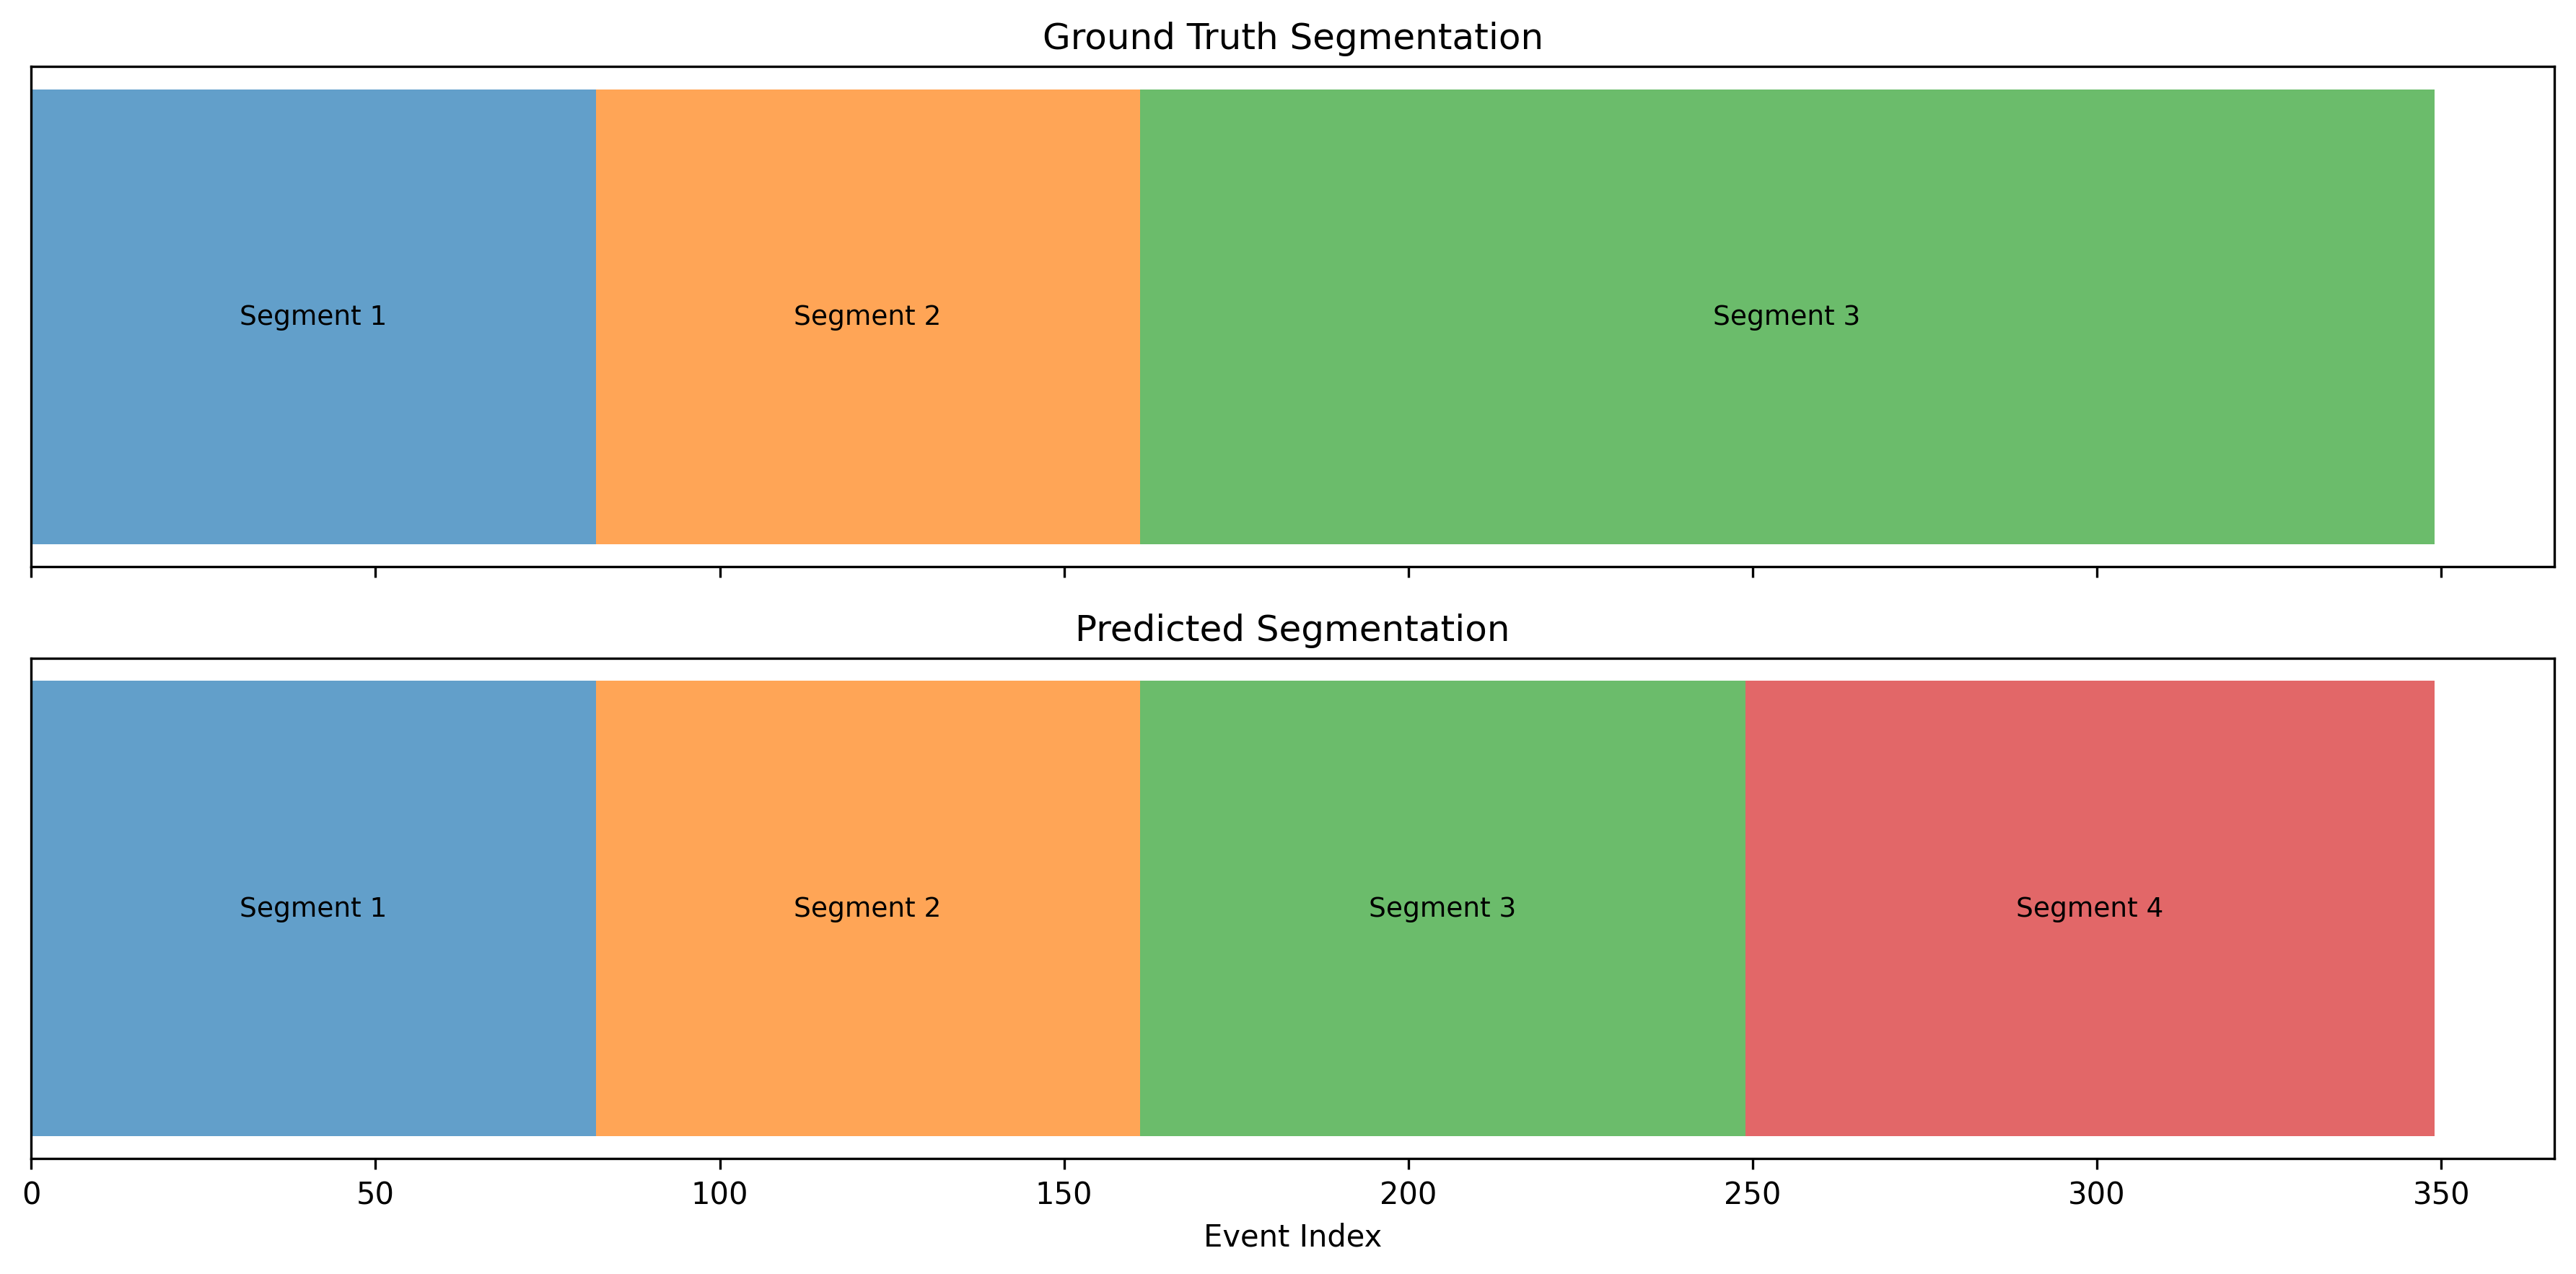 Ground Truth Segmentation
Segment 1 Segment 2 Segment 3
Predicted Segmentation
Segment 1 Segment 2 Segment 3 Segment 4
0 50 100 150 200 250 300 350
Event Index